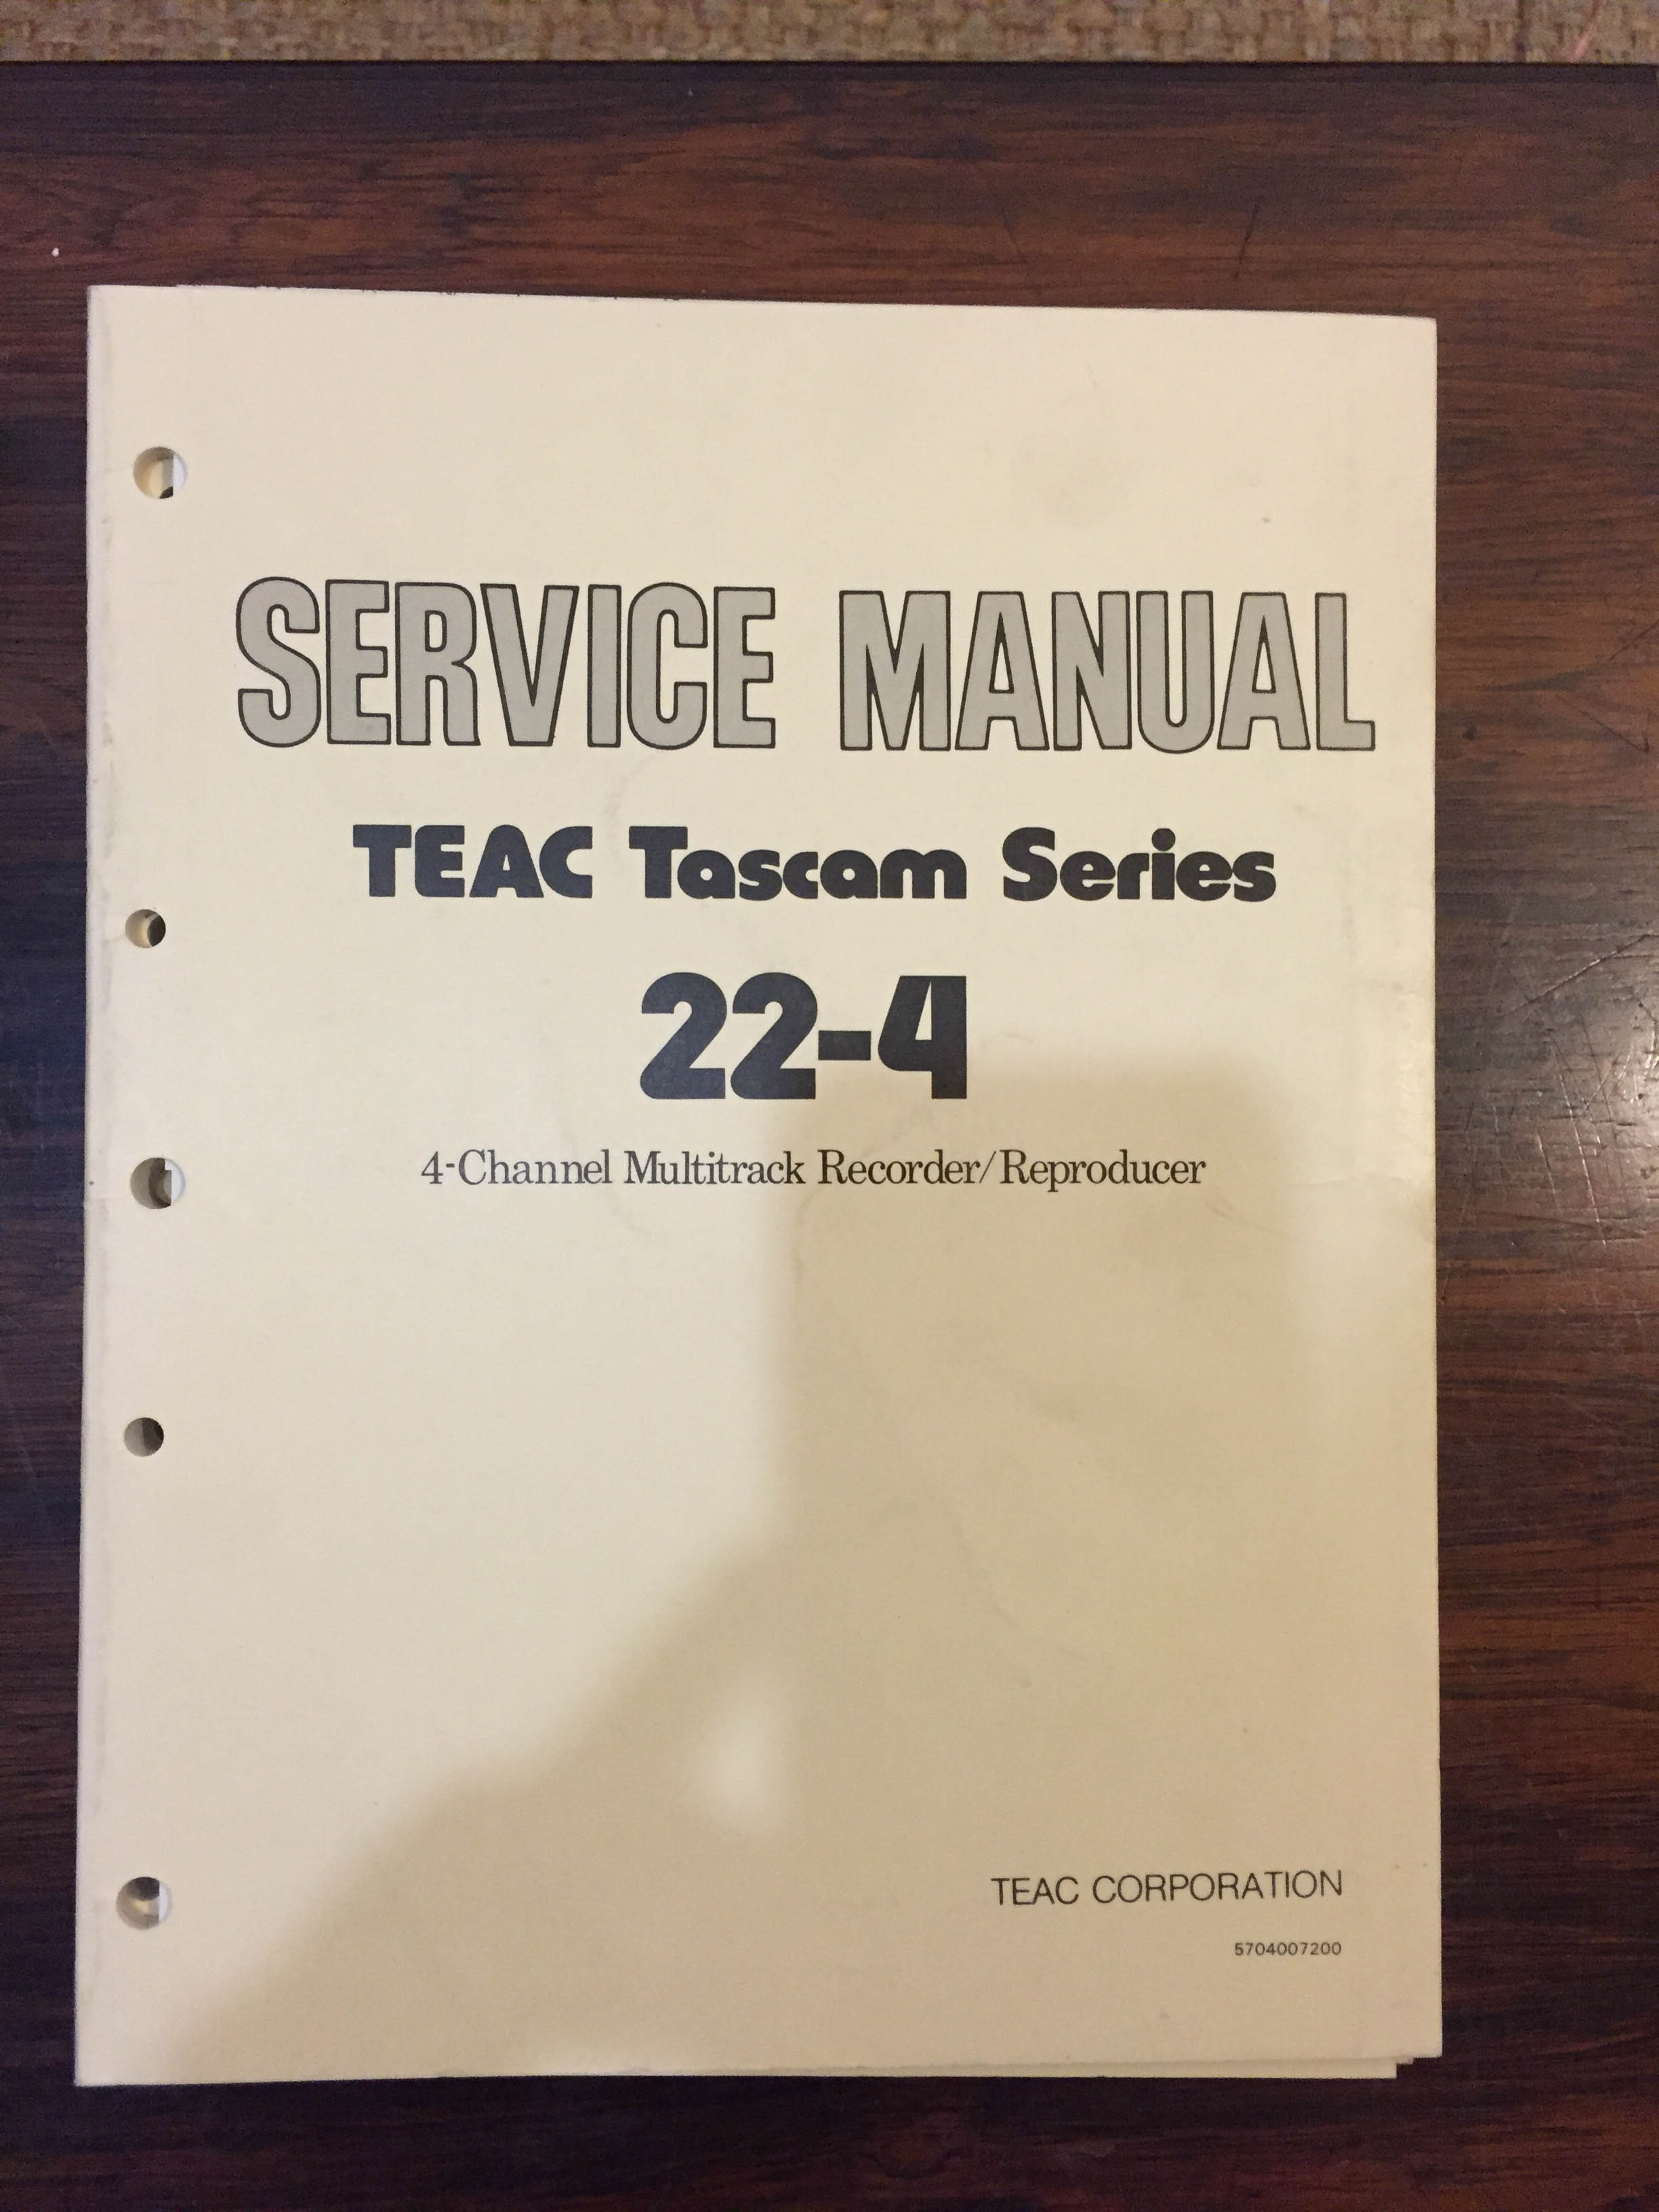 SERVICE MANUAL
TEAC Tascam Series
22-4
4-Channel Multitrack Recorder/Reproducer
TEAC CORPORATION
5704007200